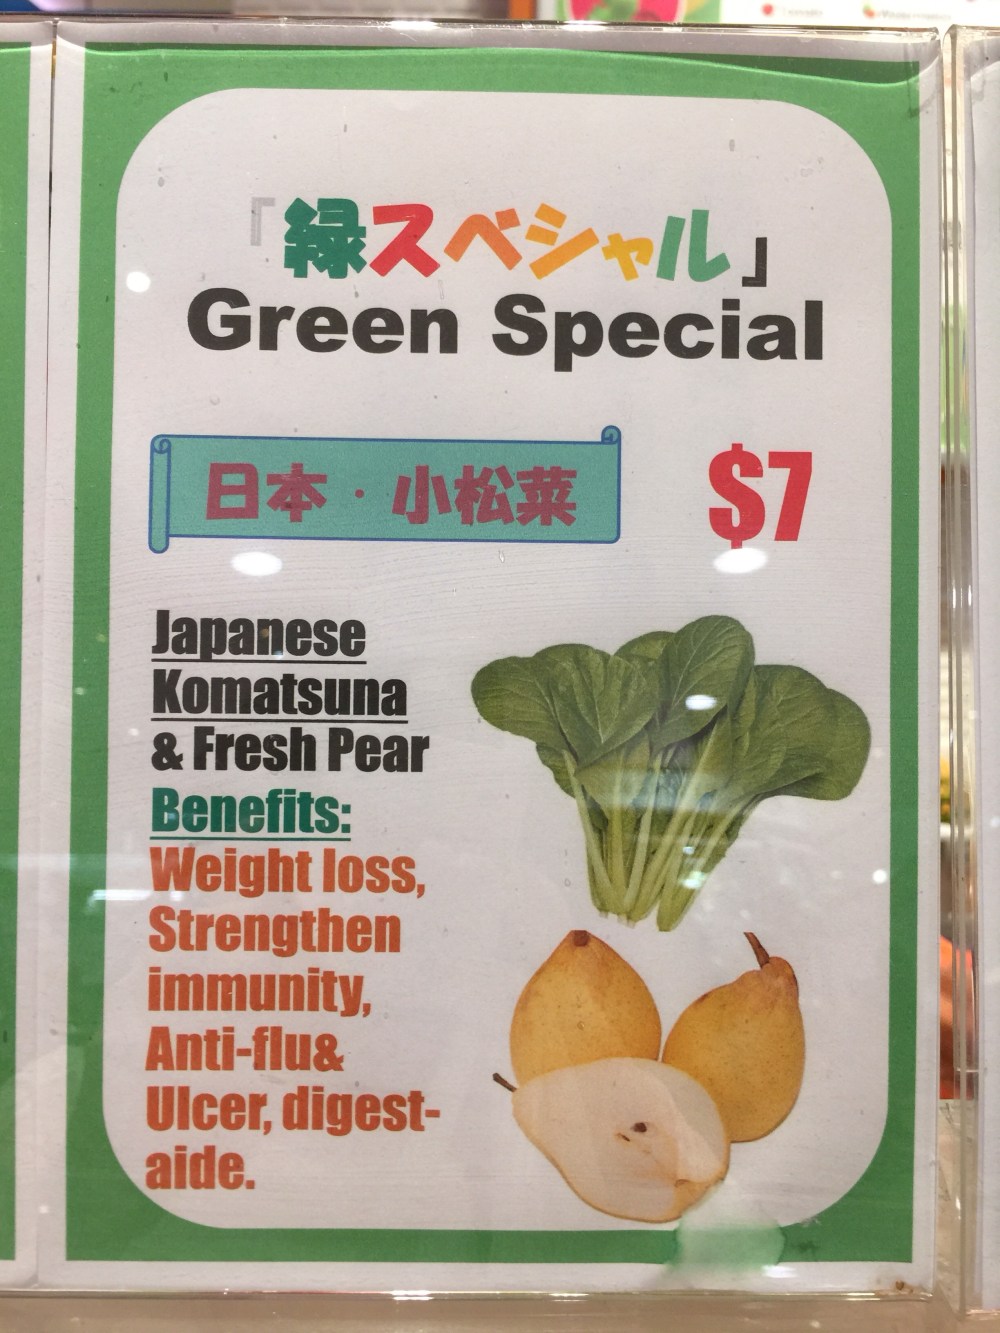 『緑スペシャル』
Green Special
日本・小松菜
$7
Japanese
Komatsuna
& Fresh Pear
Benefits:
Weight loss,
Strengthen
immunity,
Anti-flu&
Ulcer, digest-
aide.